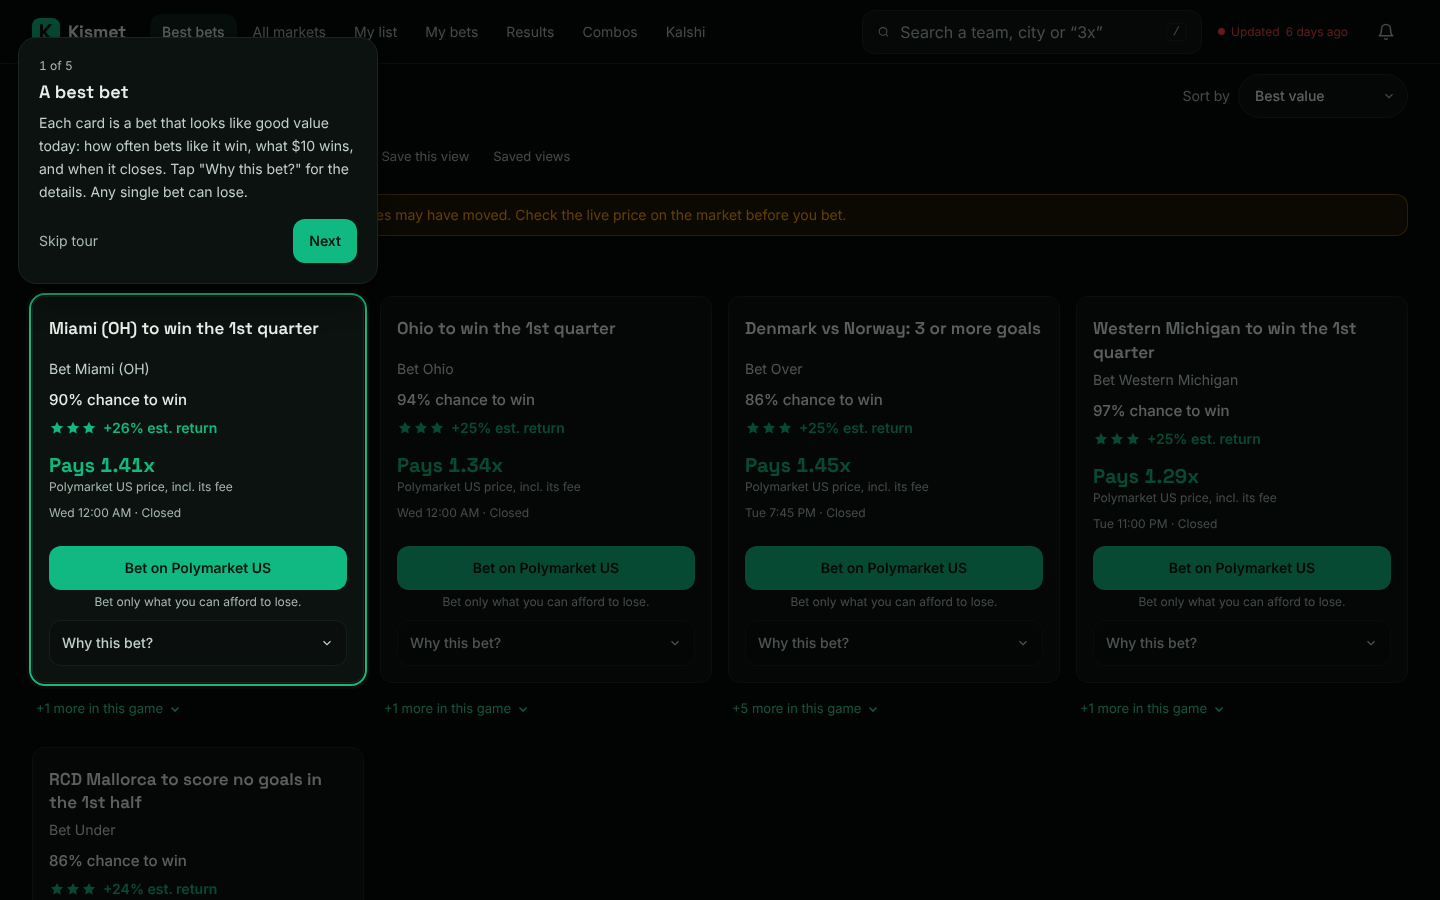 Kismet
Best bets
All markets
My list
My bets
Results
Combos
Kalshi
Search a team, city or “3x”
/
Updated 6 days ago
1 of 5
A best bet
Each card is a bet that looks like good value
today: how often bets like it win, what $10 wins,
and when it closes. Tap "Why this bet?" for the
details. Any single bet can lose.
Skip tour
Next
Sort by
Best value
Save this view
Saved views
may have moved. Check the live price on the market before you bet.
Miami (OH) to win the 1st quarter
Bet Miami (OH)
90% chance to win
+26% est. return
Pays 1.41x
Polymarket US price, incl. its fee
Wed 12:00 AM · Closed
Bet on Polymarket US
Bet only what you can afford to lose.
Why this bet?
+1 more in this game
Ohio to win the 1st quarter
Bet Ohio
94% chance to win
+25% est. return
Pays 1.34x
Polymarket US price, incl. its fee
Wed 12:00 AM · Closed
Bet on Polymarket US
Bet only what you can afford to lose.
Why this bet?
+1 more in this game
Denmark vs Norway: 3 or more goals
Bet Over
86% chance to win
+25% est. return
Pays 1.45x
Polymarket US price, incl. its fee
Tue 7:45 PM · Closed
Bet on Polymarket US
Bet only what you can afford to lose.
Why this bet?
+5 more in this game
Western Michigan to win the 1st
quarter
Bet Western Michigan
97% chance to win
+25% est. return
Pays 1.29x
Polymarket US price, incl. its fee
Tue 11:00 PM · Closed
Bet on Polymarket US
Bet only what you can afford to lose.
Why this bet?
+1 more in this game
RCD Mallorca to score no goals in
the 1st half
Bet Under
86% chance to win
+24% est. return